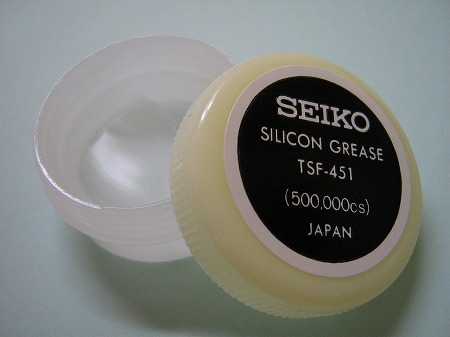 SEIKO
SILICON GREASE
TSF-451
(500,000cs)
JAPAN